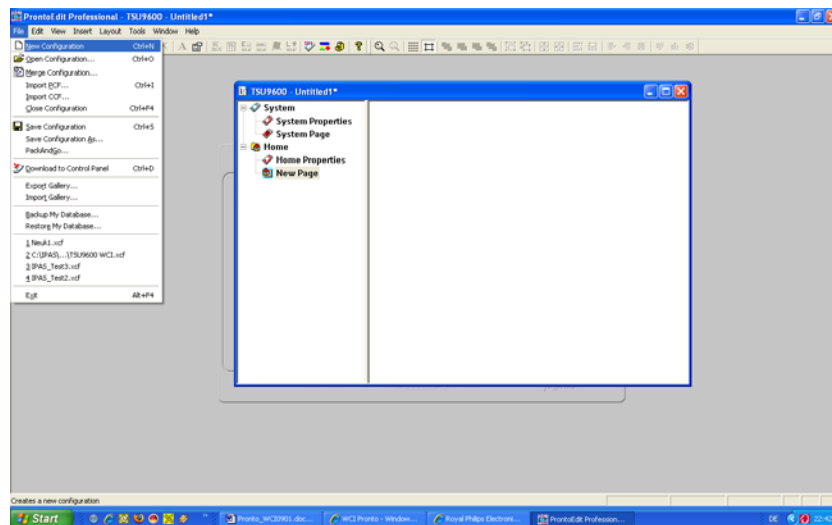 ProntoEdit Professional - TSU9600 - Untitled1*
File Edit View Insert Layout Tools Window Help
New Configuration Ctrl+N
Open Configuration... Ctrl+O
Merge Configuration...
Import PCF... Ctrl+I
Import CCF...
Close Configuration Ctrl+F4
Save Configuration Ctrl+S
Save Configuration As...
PackAndGo...
Download to Control Panel Ctrl+D
Export Gallery...
Import Gallery...
Backup My Database...
Restore My Database...
1 Neuk1.xcf
2 C:\IPAS\...\TSU9600 WCI.xcf
3 IPAS_Test3.xcf
4 IPAS_Test2.xcf
Exit Alt+F4
TSU9600 - Untitled1*
System
System Properties
System Page
Home
Home Properties
New Page
Creates a new configuration
Start
Pronto_WCI0901.doc...
WCI Pronto - Window...
Royal Philips Electroni...
ProntoEdit Profession...
DE